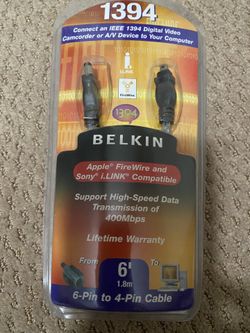 1394
Connect an IEEE 1394 Digital Video
Camcorder or A/V Device to Your Computer
i.LINK
FireWire
1394
BELKIN
Apple® FireWire and
Sony® i.LINK® Compatible
Support High-Speed Data
Transmission of
400Mbps
Lifetime Warranty
From
6'
To
1.8m
6-Pin to 4-Pin Cable